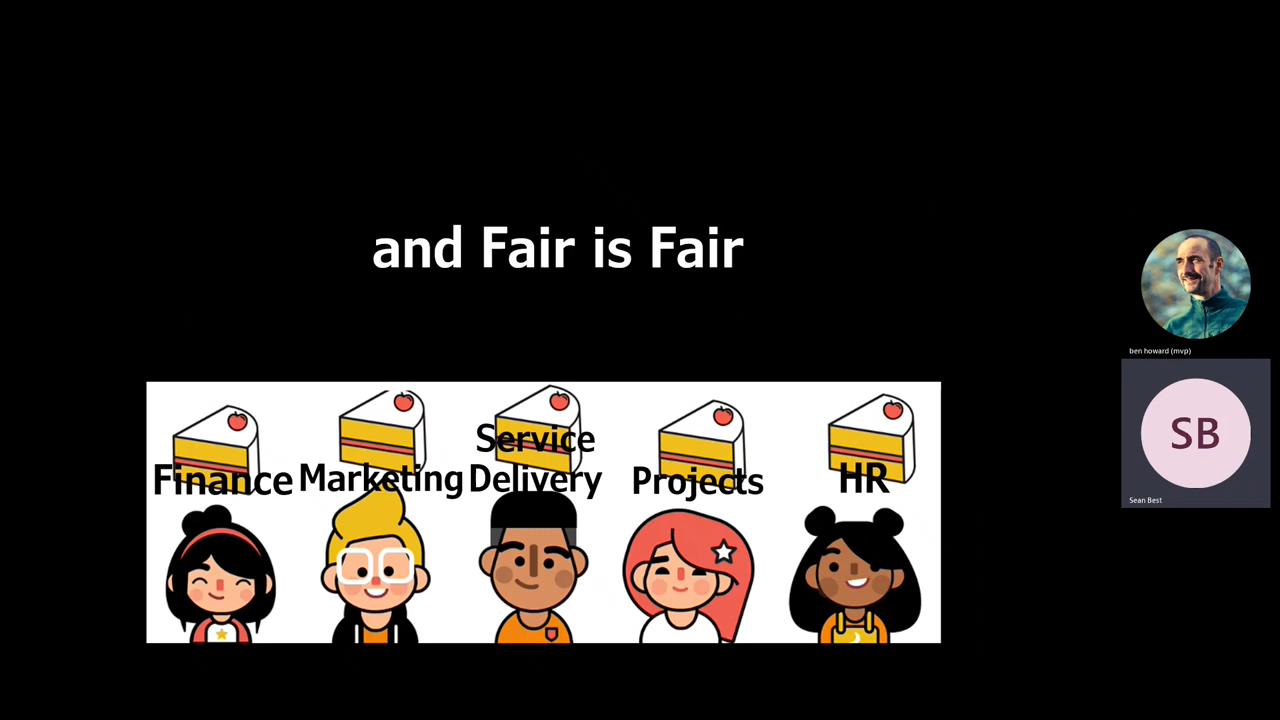 and Fair is Fair
Finance
Marketing
Service
Delivery
Projects
HR
ben howard (mvp)
SB
Sean Best